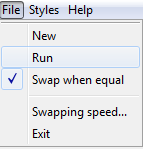 File Styles Help
New
Run
Swap when equal
Swapping speed...
Exit